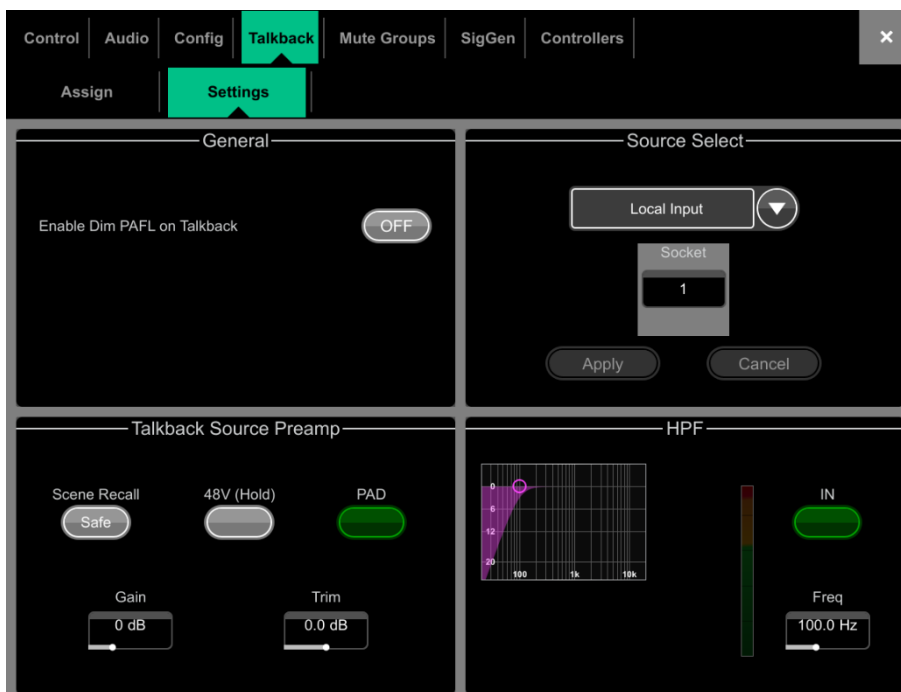 Control Audio Config Talkback Mute Groups SigGen Controllers ×
Assign Settings
General
Enable Dim PAFL on Talkback OFF
Source Select
Local Input
Socket
1
Apply Cancel
Talkback Source Preamp
Scene Recall 48V (Hold) PAD
Safe
Gain Trim
0 dB 0.0 dB
HPF
0
6
12
20
100 1k 10k
IN
Freq
100.0 Hz